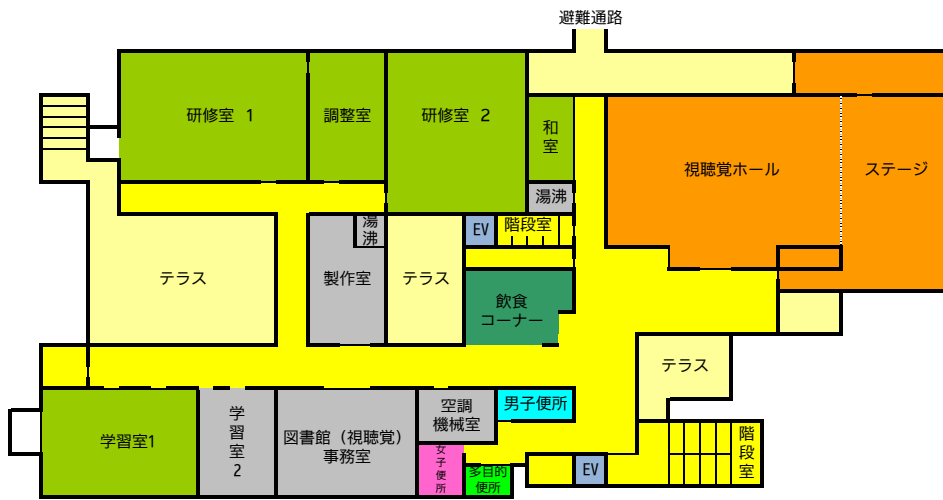 避難通路
研修室 1
調整室
研修室 2
和
室
視聴覚ホール
ステージ
湯沸
湯
沸
EV
階段室
テラス
製作室
テラス
飲食
コーナー
テラス
学習室1
学
習
室
2
図書館（視聴覚）
事務室
空調
機械室
男子便所
女
子
便
所
多目的
便所
EV
階
段
室